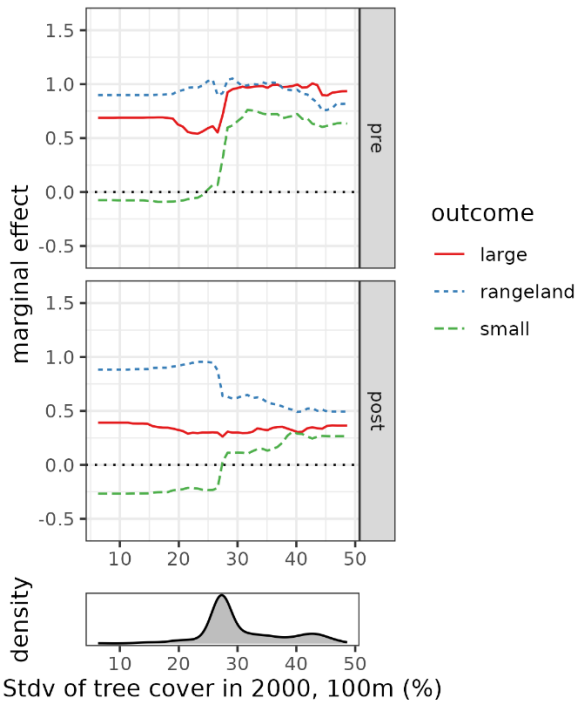 marginal effect
1.5
1.0
0.5
0.0
-0.5
pre
1.5
1.0
0.5
0.0
-0.5
post
10 20 30 40 50
outcome
large
rangeland
small
density
10 20 30 40 50
Stdv of tree cover in 2000, 100m (%)